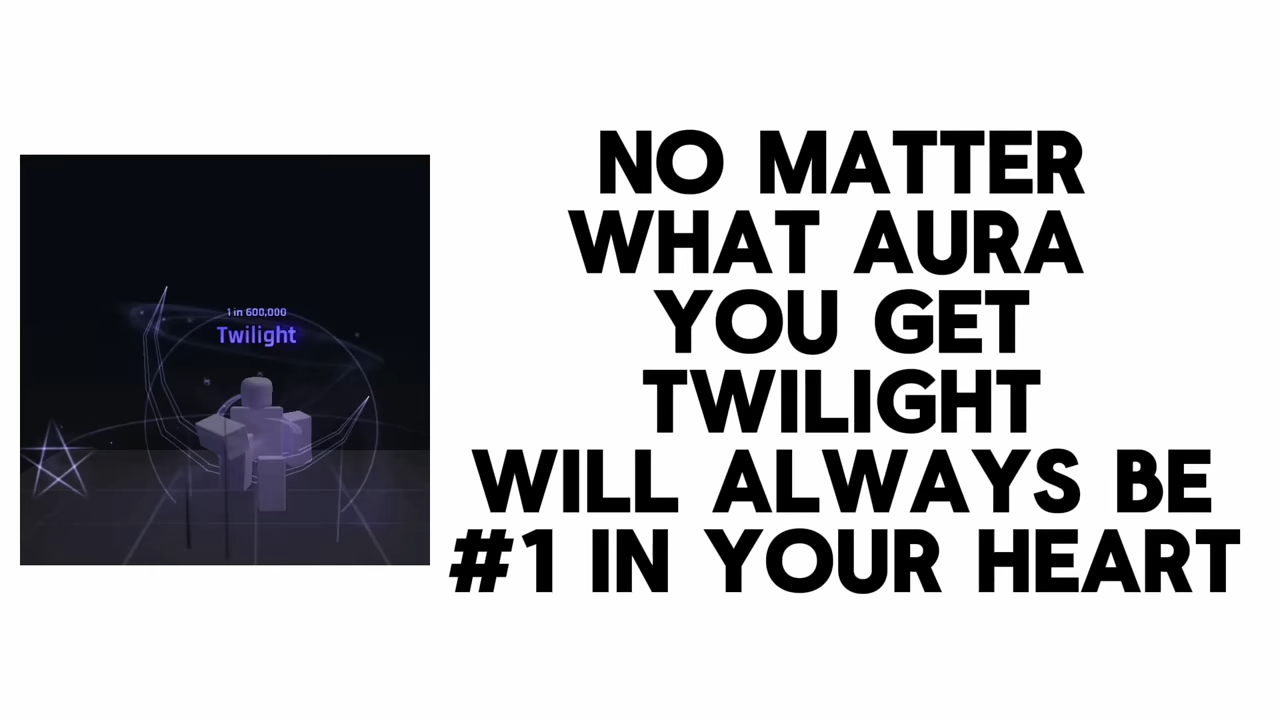 1 in 600,000
Twilight
NO MATTER
WHAT AURA
YOU GET
TWILIGHT
WILL ALWAYS BE
#1 IN YOUR HEART